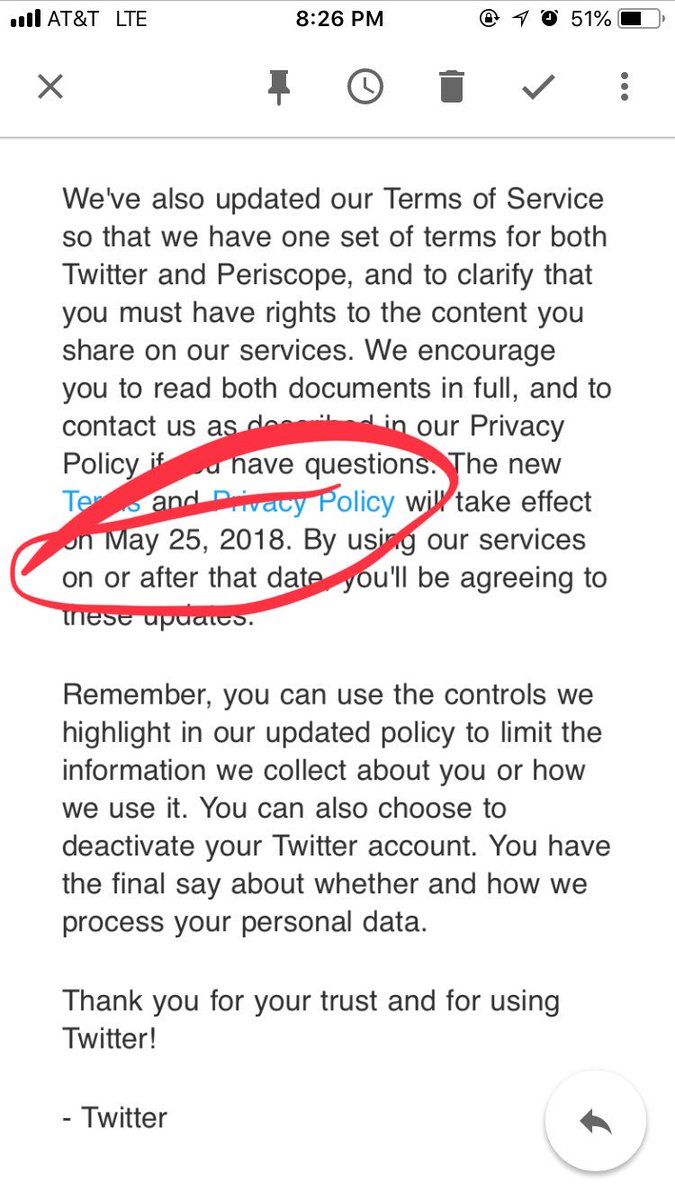 AT&T LTE 8:26 PM 51%
We've also updated our Terms of Service
so that we have one set of terms for both
Twitter and Periscope, and to clarify that
you must have rights to the content you
share on our services. We encourage
you to read both documents in full, and to
contact us as described in our Privacy
Policy if you have questions. The new
Terms and Privacy Policy will take effect
on May 25, 2018. By using our services
on or after that date, you'll be agreeing to
these updates.
Remember, you can use the controls we
highlight in our updated policy to limit the
information we collect about you or how
we use it. You can also choose to
deactivate your Twitter account. You have
the final say about whether and how we
process your personal data.
Thank you for your trust and for using
Twitter!
- Twitter